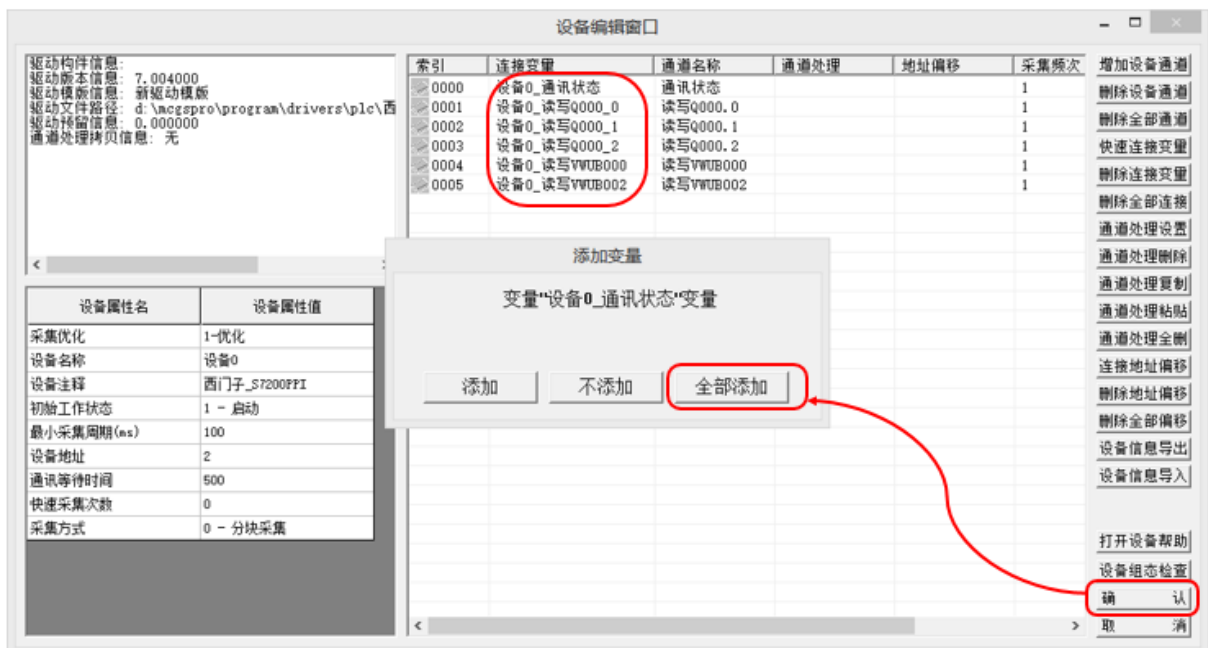 设备编辑窗口
驱动构件信息:
驱动版本信息: 7.004000
驱动模版信息: 新驱动模版
驱动文件路径: d:\mcgspro\program\drivers\plc\西
驱动预留信息: 0.000000
通道处理拷贝信息: 无
索引 连接变量 通道名称 通道处理 地址偏移 采集频次
0000 设备0_通讯状态 通讯状态 1
0001 设备0_读写Q000_0 读写Q000.0 1
0002 设备0_读写Q000_1 读写Q000.1 1
0003 设备0_读写Q000_2 读写Q000.2 1
0004 设备0_读写VWUB000 读写VWUB000 1
0005 设备0_读写VWUB002 读写VWUB002 1
设备属性名 设备属性值
采集优化 1-优化
设备名称 设备0
设备注释 西门子_S7200PPI
初始工作状态 1 - 启动
最小采集周期(ms) 100
设备地址 2
通讯等待时间 500
快速采集次数 0
采集方式 0 - 分块采集
添加变量
变量"设备0_通讯状态"变量
添加 不添加 全部添加
增加设备通道
删除设备通道
删除全部通道
快速连接变量
删除连接变量
删除全部连接
通道处理设置
通道处理删除
通道处理复制
通道处理粘贴
通道处理全删
连接地址偏移
删除地址偏移
删除全部偏移
设备信息导出
设备信息导入
打开设备帮助
设备组态检查
确 认
取 消